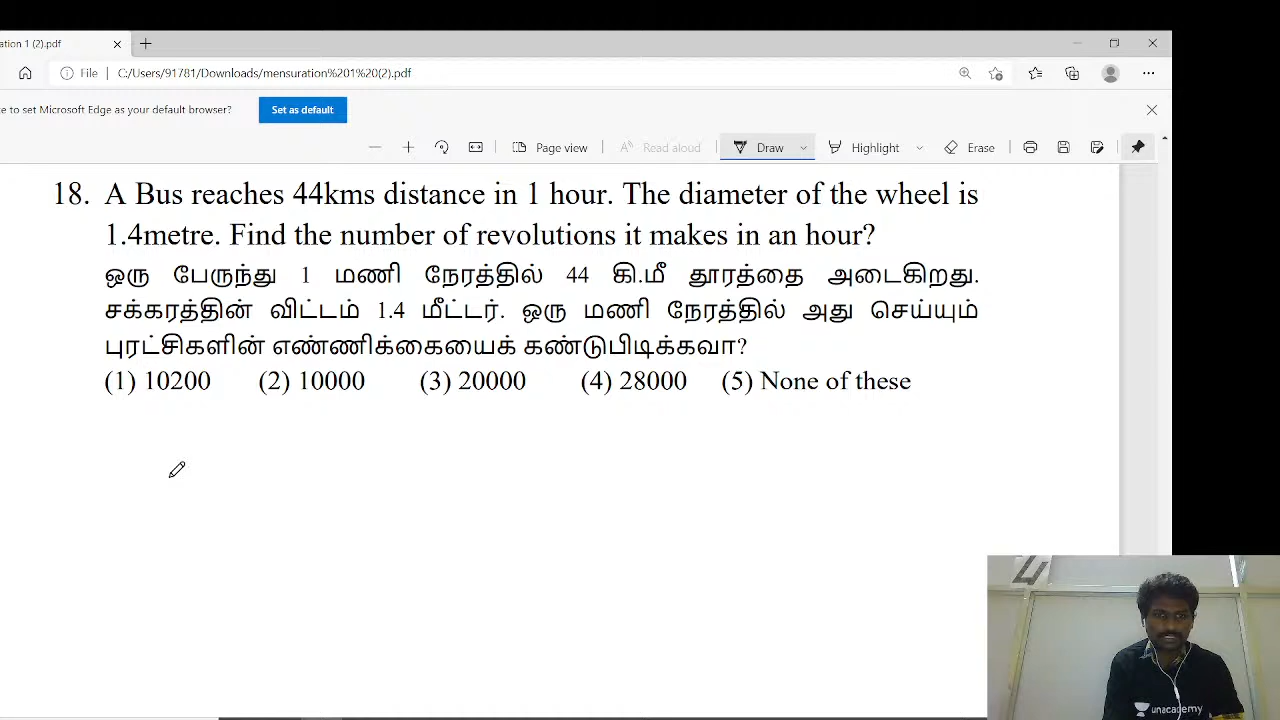 ation 1 (2).pdf
File C:/Users/91781/Downloads/mensuration%201%20(2).pdf
e to set Microsoft Edge as your default browser? Set as default
Page view Read aloud Draw Highlight Erase
18. A Bus reaches 44kms distance in 1 hour. The diameter of the wheel is
1.4metre. Find the number of revolutions it makes in an hour?
ஒரு பேருந்து 1 மணி நேரத்தில் 44 கி.மீ தூரத்தை அடைகிறது.
சக்கரத்தின் விட்டம் 1.4 மீட்டர். ஒரு மணி நேரத்தில் அது செய்யும்
புரட்சிகளின் எண்ணிக்கையைக் கண்டுபிடிக்கவா?
(1) 10200 (2) 10000 (3) 20000 (4) 28000 (5) None of these
unacademy